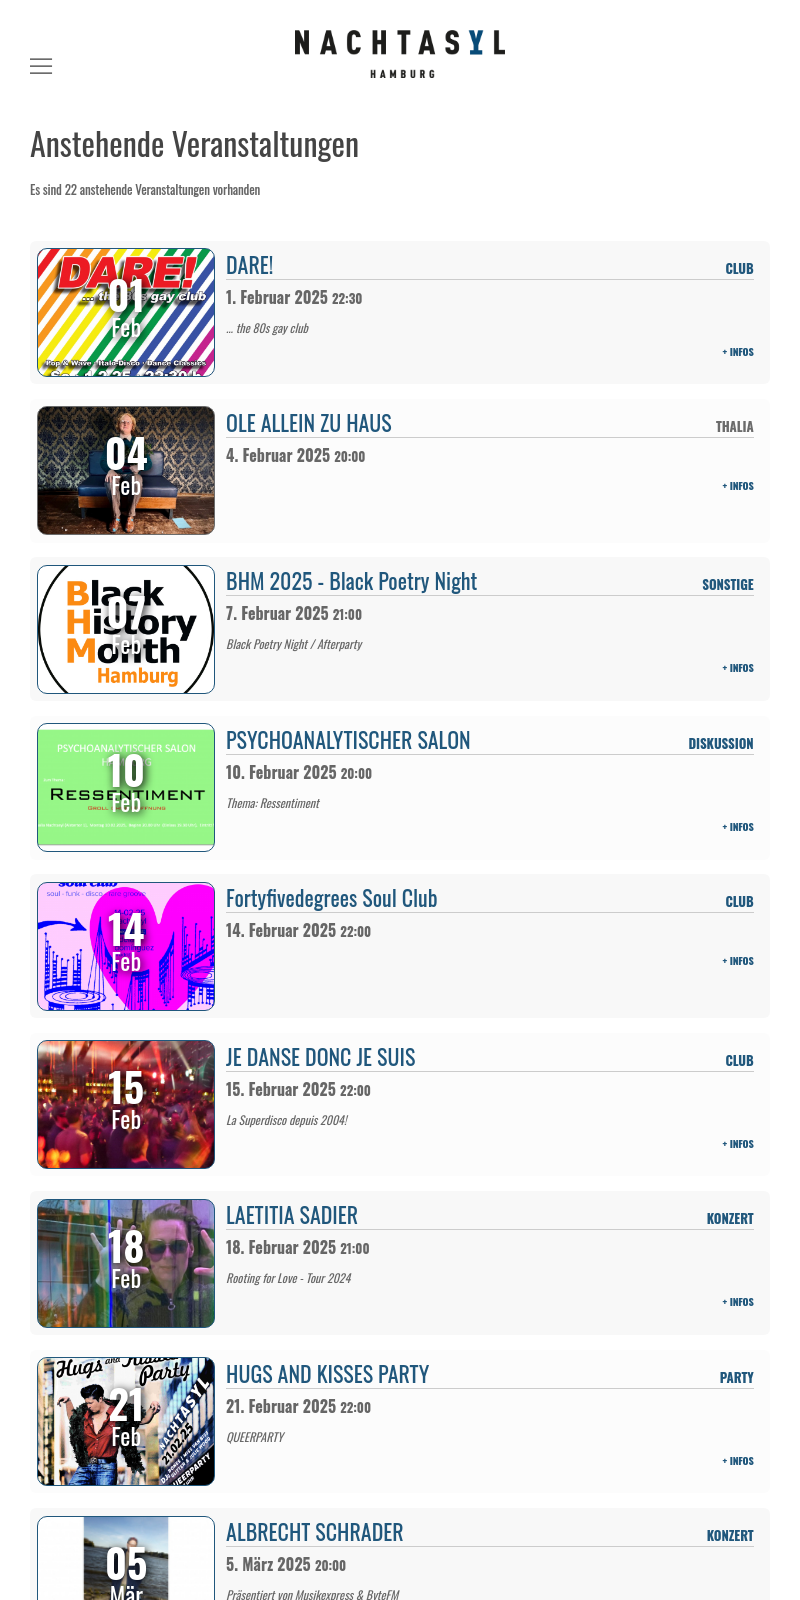 NACHTASYL
HAMBURG
Anstehende Veranstaltungen
Es sind 22 anstehende Veranstaltungen vorhanden
DARE!
... the 80s gay club
01
Feb
Pop & Wave · Italo-Disco · Dance Classics
DARE!
CLUB
1. Februar 2025 22:30
... the 80s gay club
+ INFOS
04
Feb
OLE ALLEIN ZU HAUS
THALIA
4. Februar 2025 20:00
+ INFOS
Black
History
Month
Hamburg
07
Feb
BHM 2025 - Black Poetry Night
SONSTIGE
7. Februar 2025 21:00
Black Poetry Night / Afterparty
+ INFOS
PSYCHOANALYTISCHER SALON
RESSENTIMENT
10
Feb
PSYCHOANALYTISCHER SALON
DISKUSSION
10. Februar 2025 20:00
Thema: Ressentiment
+ INFOS
Soul Club
soul · funk · disco
14
Feb
Fortyfivedegrees Soul Club
CLUB
14. Februar 2025 22:00
+ INFOS
15
Feb
JE DANSE DONC JE SUIS
CLUB
15. Februar 2025 22:00
La Superdisco depuis 2004!
+ INFOS
18
Feb
LAETITIA SADIER
KONZERT
18. Februar 2025 21:00
Rooting for Love - Tour 2024
+ INFOS
Hugs and Kisses
Party
NACHTASYL
21.02.25
21
Feb
HUGS AND KISSES PARTY
PARTY
21. Februar 2025 22:00
QUEERPARTY
+ INFOS
05
Mär
ALBRECHT SCHRADER
KONZERT
5. März 2025 20:00
Präsentiert von Musikexpress & ByteFM